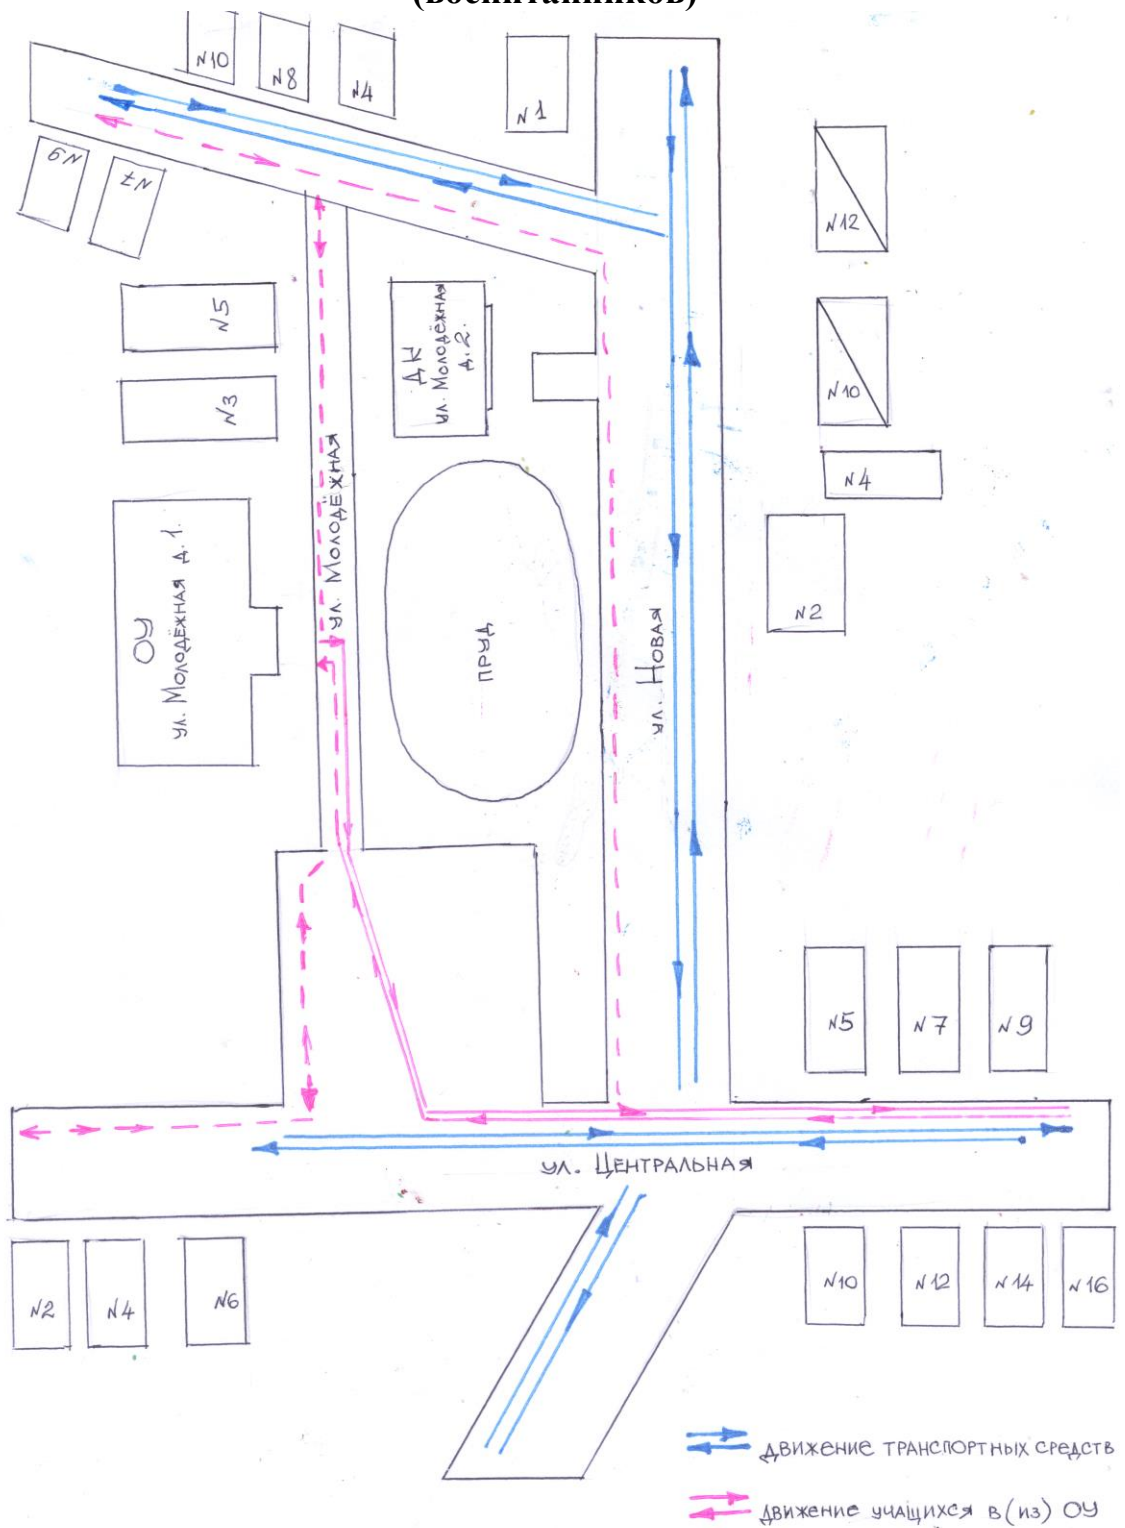 (воспитанников)
N10
N8
N4
N1
N9
N7
N12
N5
ДК
ул. Молодёжная
д.2.
N3
N10
N4
ул. Молодёжная
ОУ
ул. Молодёжная д.1.
пруд
ул. Новая
N2
N5
N7
N9
ул. Центральная
N2
N4
N6
N10
N12
N14
N16
движение транспортных средств
движение учащихся в(из) ОУ